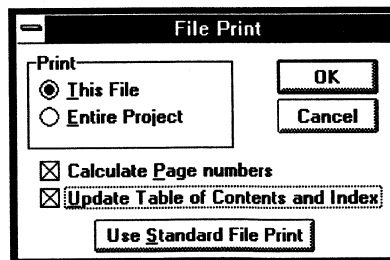 File Print
Print
This File
Entire Project
OK
Cancel
Calculate Page numbers
Update Table of Contents and Index
Use Standard File Print